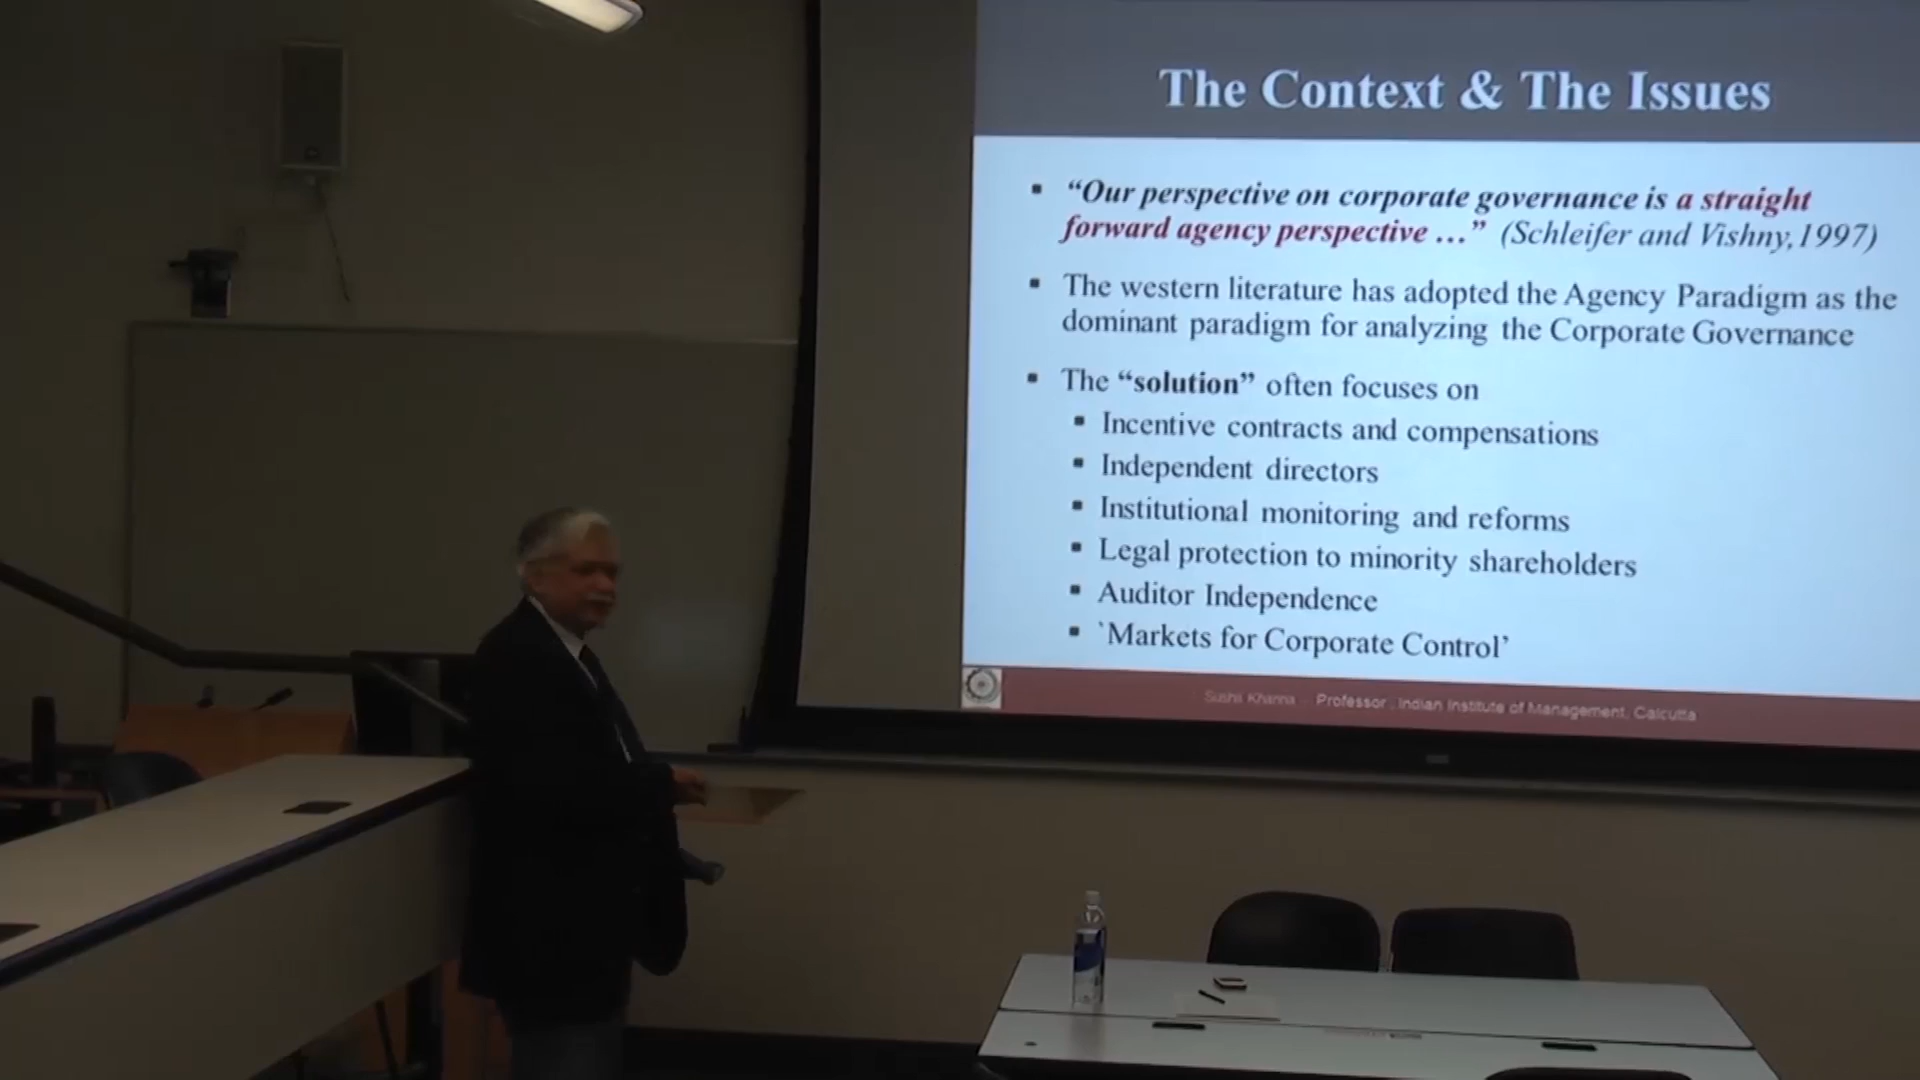 The Context & The Issues
“Our perspective on corporate governance is a straight
forward agency perspective ...” (Schleifer and Vishny,1997)
The western literature has adopted the Agency Paradigm as the
dominant paradigm for analyzing the Corporate Governance
The “solution” often focuses on
Incentive contracts and compensations
Independent directors
Institutional monitoring and reforms
Legal protection to minority shareholders
Auditor Independence
`Markets for Corporate Control’
Sushil Khanna Professor : Indian Institute of Management, Calcutta